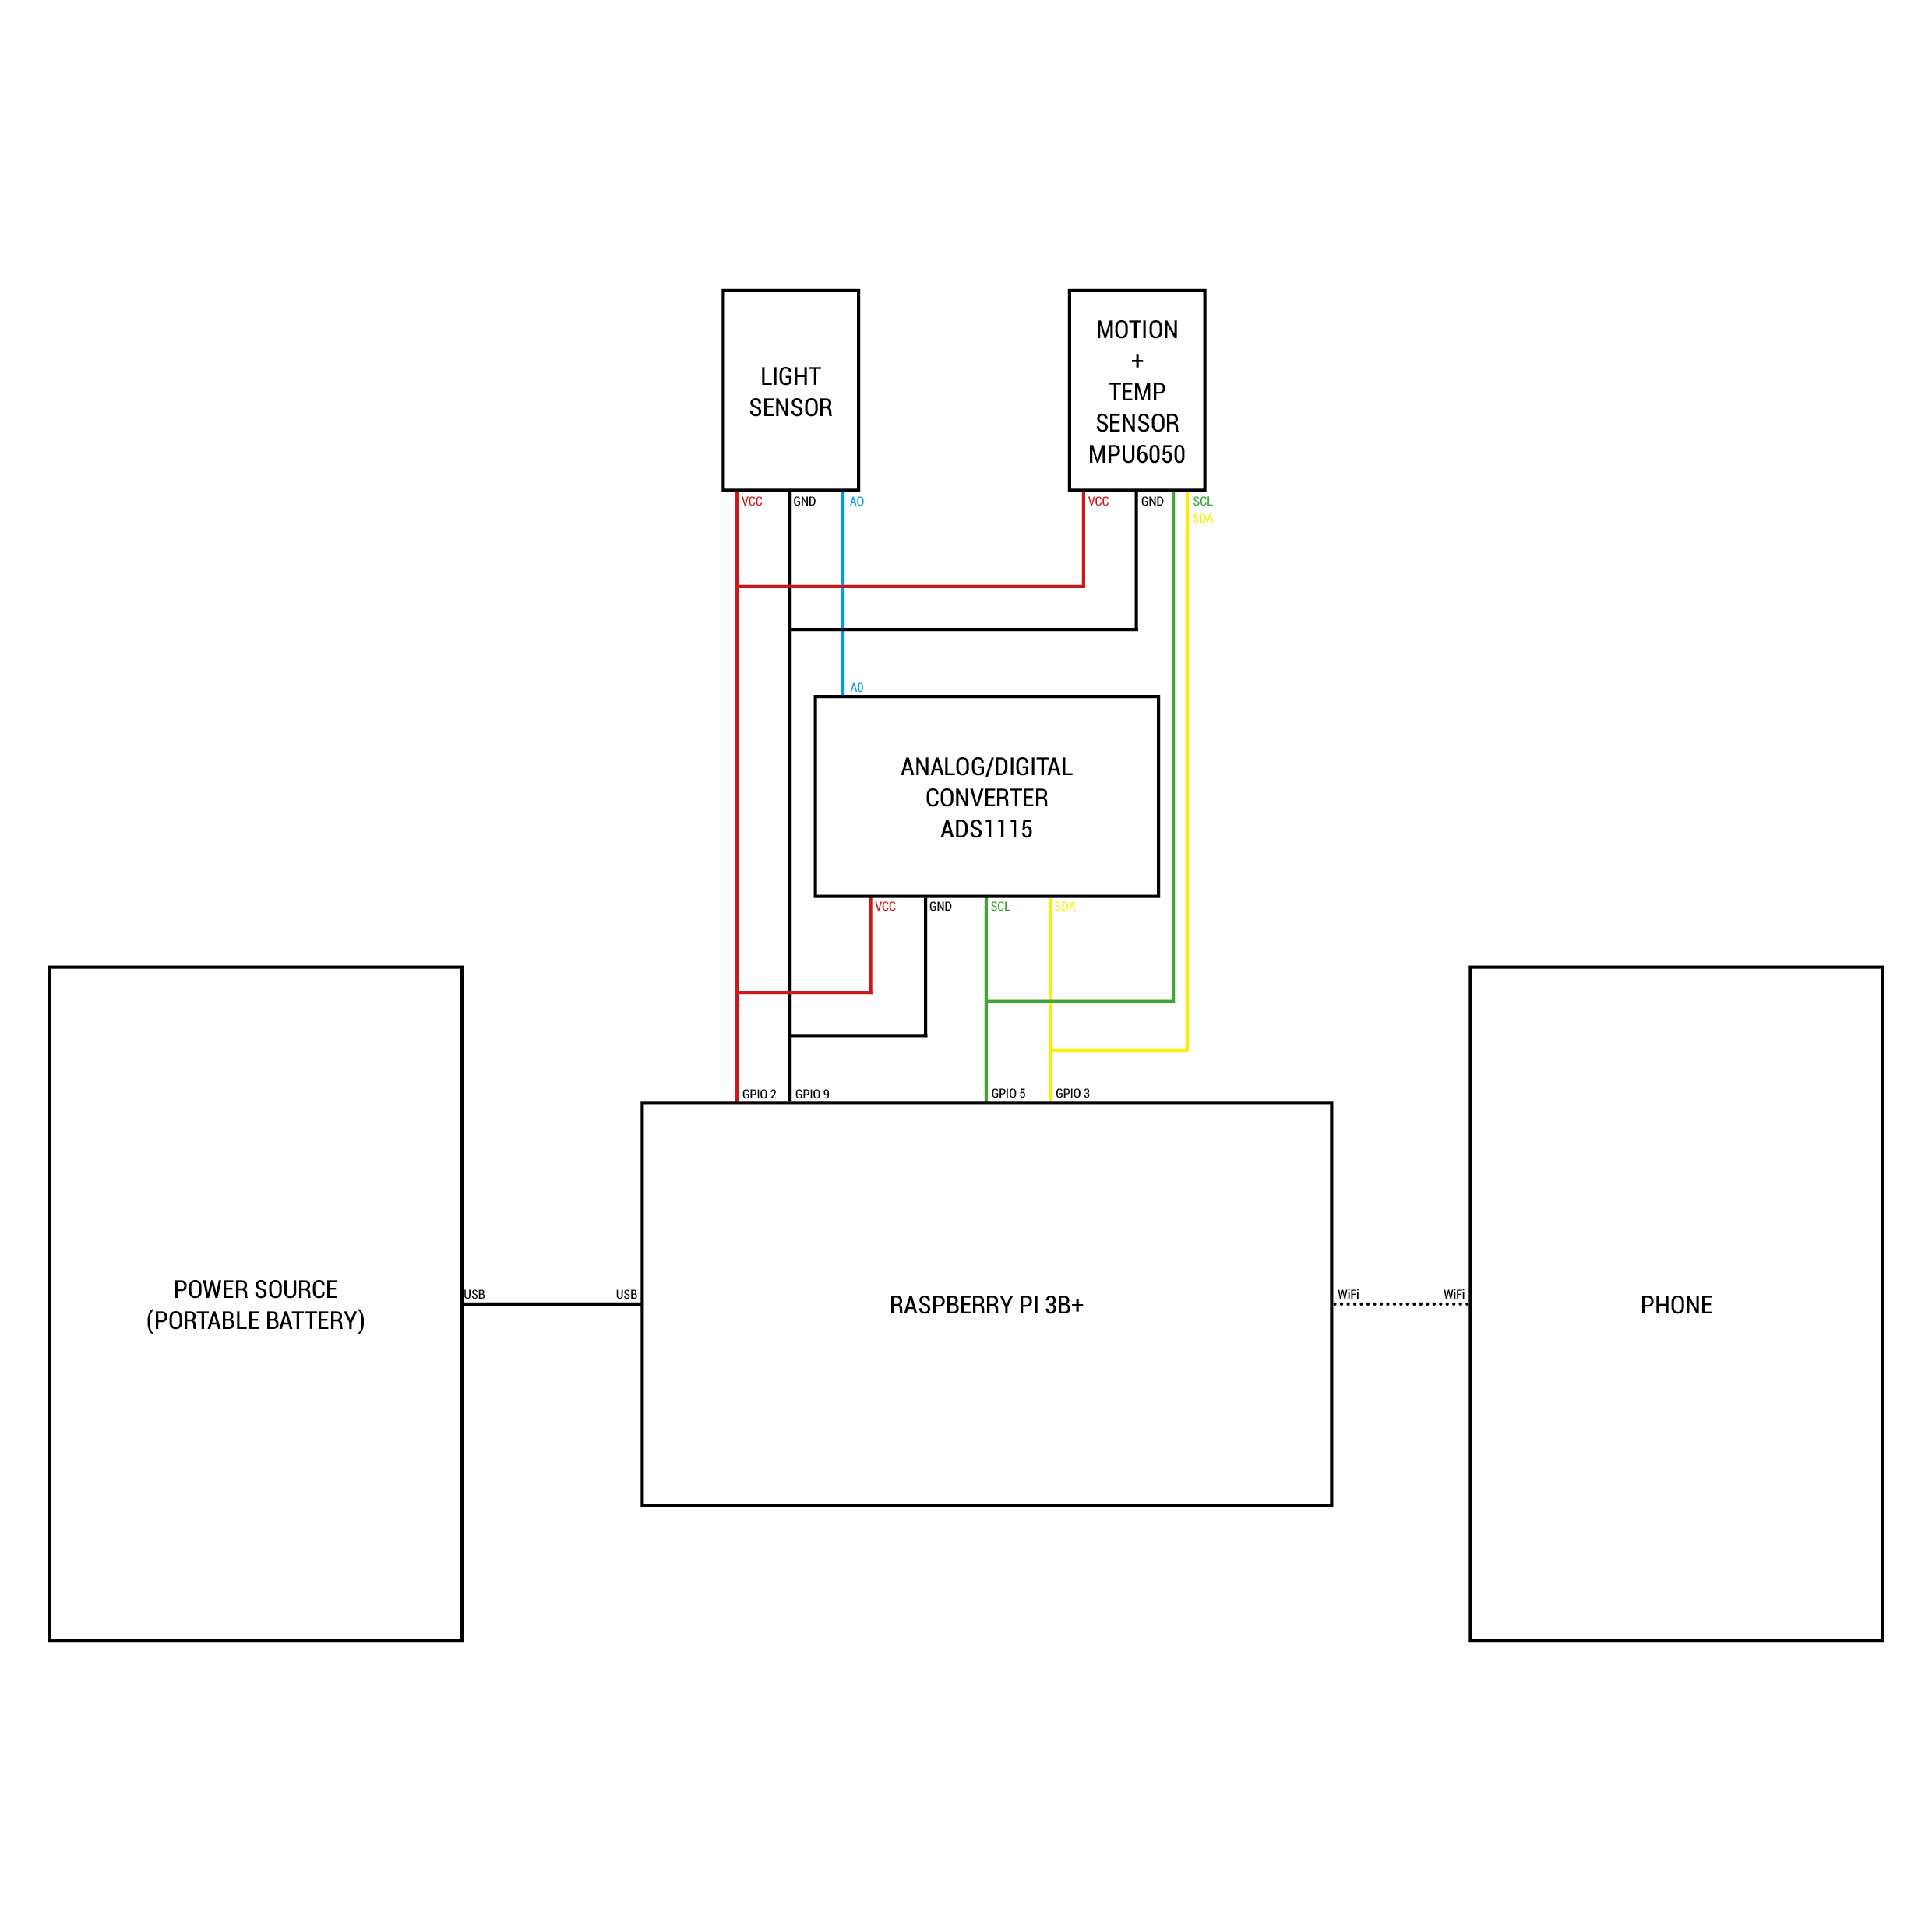 LIGHT
SENSOR
MOTION
+
TEMP
SENSOR
MPU6050
VCC
GND
AO
VCC
GND
SCL
SDA
A0
ANALOG/DIGITAL
CONVERTER
ADS1115
VCC
GND
SCL
SDA
GPIO 2
GPIO 9
GPIO 5
GPIO 3
POWER SOURCE
(PORTABLE BATTERY)
USB
USB
RASPBERRY PI 3B+
WiFi
WiFi
PHONE